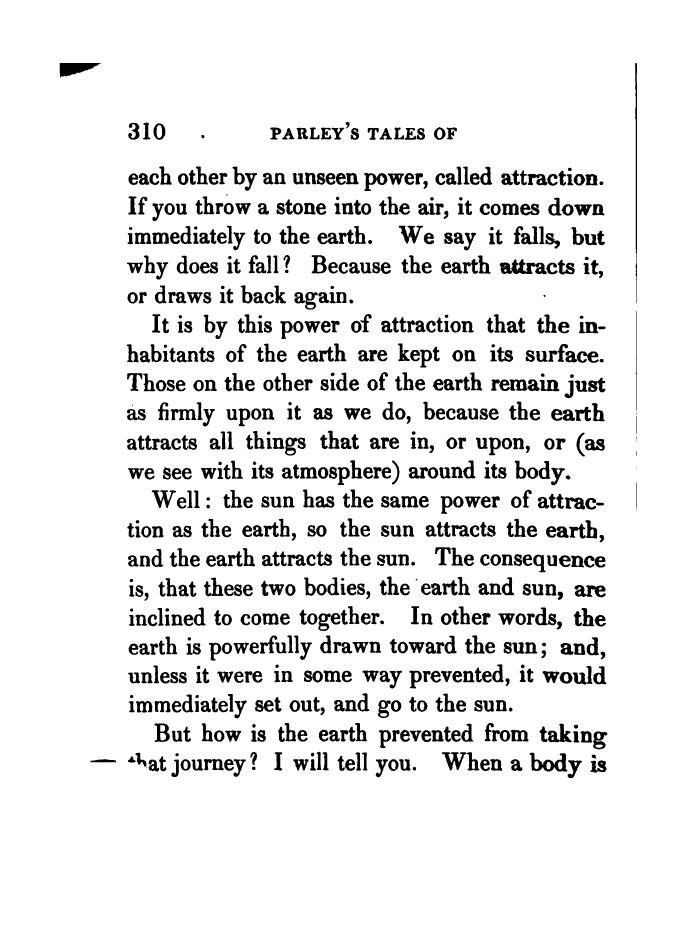 310 . PARLEY'S TALES OF
each other by an unseen power, called attraction.
If you throw a stone into the air, it comes down
immediately to the earth. We say it falls, but
why does it fall? Because the earth attracts it,
or draws it back again.
It is by this power of attraction that the in-
habitants of the earth are kept on its surface.
Those on the other side of the earth remain just
as firmly upon it as we do, because the earth
attracts all things that are in, or upon, or (as
we see with its atmosphere) around its body.
Well: the sun has the same power of attrac-
tion as the earth, so the sun attracts the earth,
and the earth attracts the sun. The consequence
is, that these two bodies, the earth and sun, are
inclined to come together. In other words, the
earth is powerfully drawn toward the sun; and,
unless it were in some way prevented, it would
immediately set out, and go to the sun.
But how is the earth prevented from taking
that journey? I will tell you. When a body is